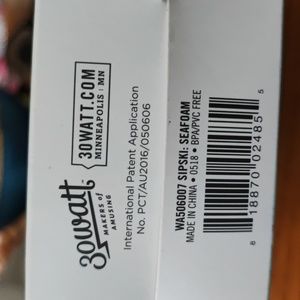 30watt
MAKERS of
AMUSING
30WATT.COM
MINNEAPOLIS : MN
International Patent Application
No. PCT/AU2016/050606
WA506007 SIPSKI: SEAFOAM
MADE IN CHINA • 0518 • BPA/PVC FREE
8 18670 02485 5